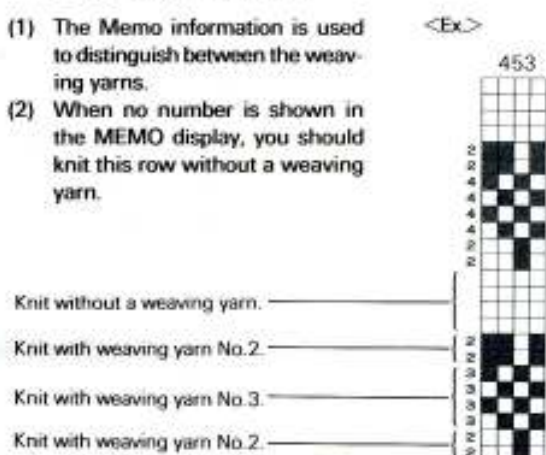 (1) The Memo information is used
to distinguish between the weav-
ing yarns.
(2) When no number is shown in
the MEMO display, you should
knit this row without a weaving
yarn.
<Ex.>
453
2
2
4
4
4
4
2
2
Knit without a weaving yarn.
Knit with weaving yarn No.2.
2
2
Knit with weaving yarn No.3.
3
3
3
3
Knit with weaving yarn No.2.
2
2